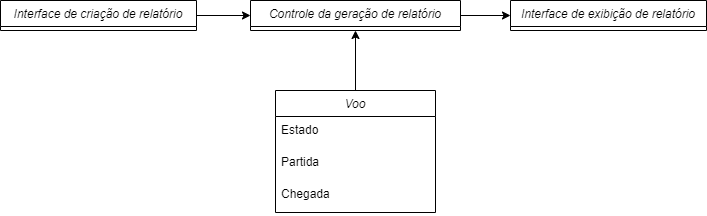 Interface de criação de relatório
Controle da geração de relatório
Interface de exibição de relatório
Voo
Estado
Partida
Chegada